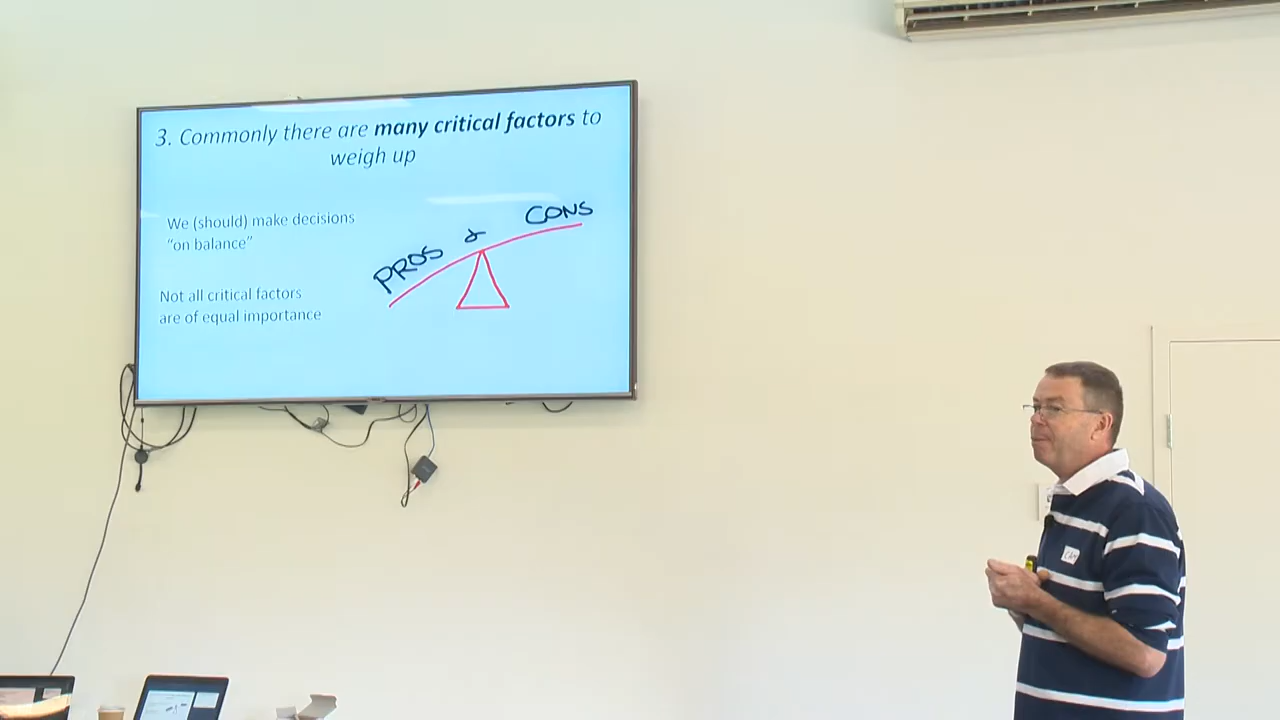 3. Commonly there are many critical factors to
weigh up
We (should) make decisions
"on balance"
Not all critical factors
are of equal importance
PROS & CONS
CAM